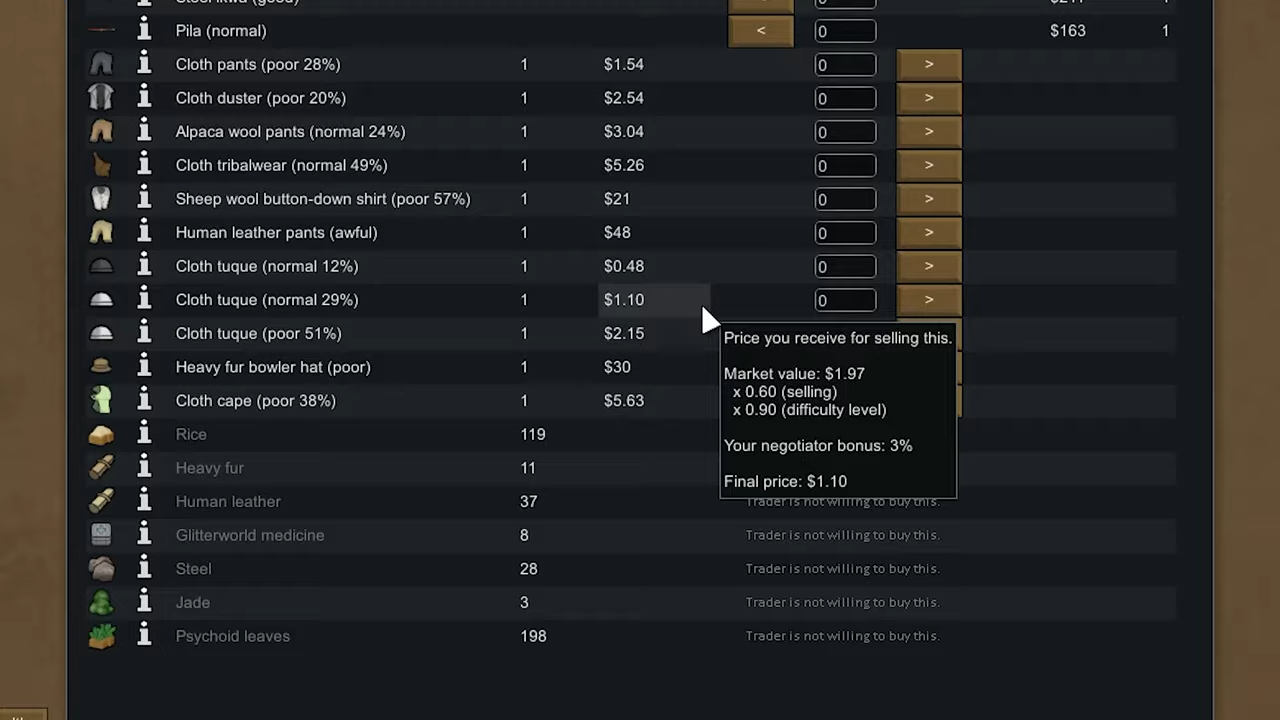 Pila (normal) < 0 $163 1
Cloth pants (poor 28%) 1 $1.54 0 >
Cloth duster (poor 20%) 1 $2.54 0 >
Alpaca wool pants (normal 24%) 1 $3.04 0 >
Cloth tribalwear (normal 49%) 1 $5.26 0 >
Sheep wool button-down shirt (poor 57%) 1 $21 0 >
Human leather pants (awful) 1 $48 0 >
Cloth tuque (normal 12%) 1 $0.48 0 >
Cloth tuque (normal 29%) 1 $1.10 0 >
Cloth tuque (poor 51%) 1 $2.15
Heavy fur bowler hat (poor) 1 $30
Cloth cape (poor 38%) 1 $5.63
Price you receive for selling this.
Market value: $1.97
x 0.60 (selling)
x 0.90 (difficulty level)
Your negotiator bonus: 3%
Final price: $1.10
Rice 119
Heavy fur 11
Human leather 37 Trader is not willing to buy this.
Glitterworld medicine 8 Trader is not willing to buy this.
Steel 28 Trader is not willing to buy this.
Jade 3 Trader is not willing to buy this.
Psychoid leaves 198 Trader is not willing to buy this.